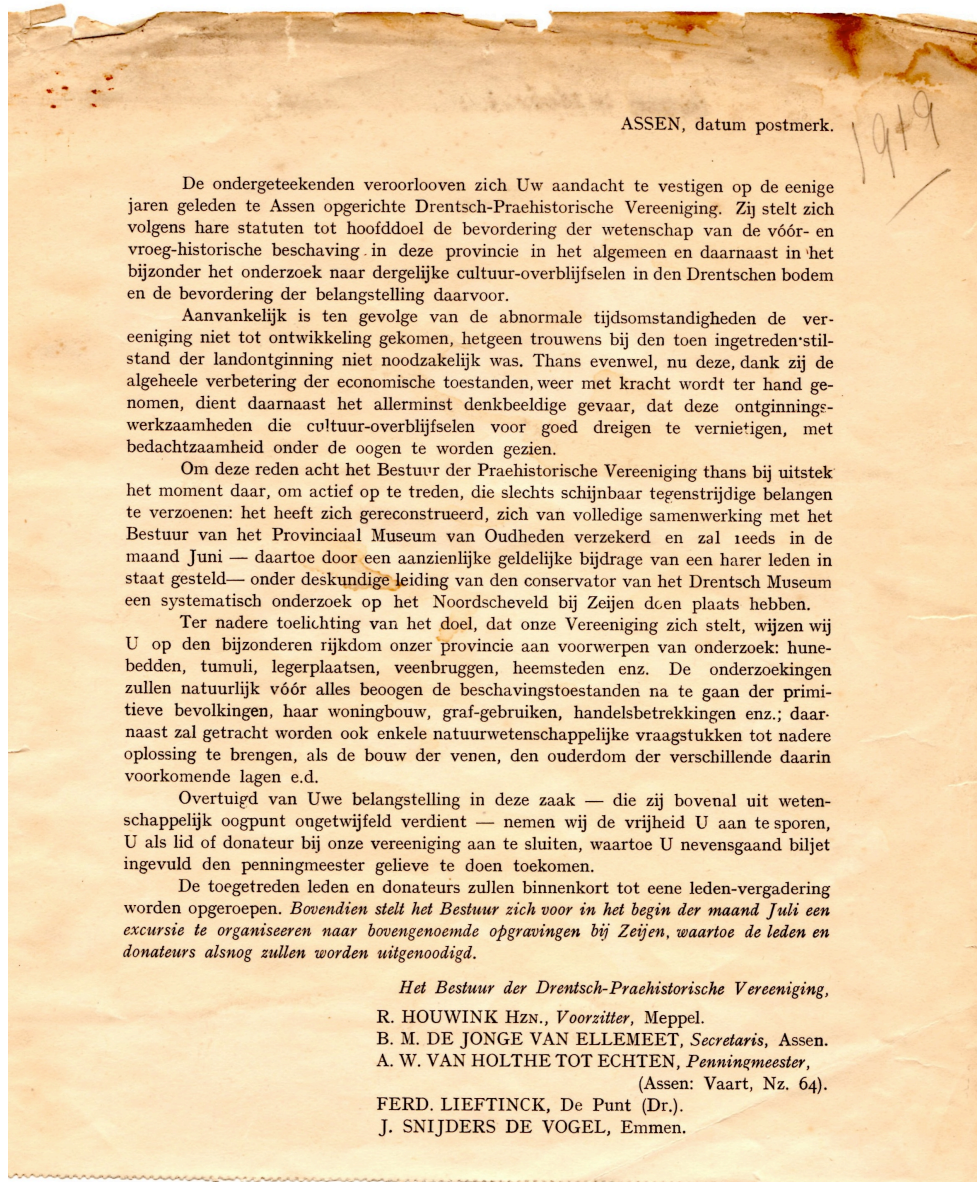 ASSEN, datum postmerk.
1919
De ondergeteekenden veroorlooven zich Uw aandacht te vestigen op de eenige
jaren geleden te Assen opgerichte Drentsch-Praehistorische Vereeniging. Zij stelt zich
volgens hare statuten tot hoofddoel de bevordering der wetenschap van de vóór- en
vroeg-historische beschaving in deze provincie in het algemeen en daarnaast in het
bijzonder het onderzoek naar dergelijke cultuur-overblijfselen in den Drentschen bodem
en de bevordering der belangstelling daarvoor.
Aanvankelijk is ten gevolge van de abnormale tijdsomstandigheden de ver-
eeniging niet tot ontwikkeling gekomen, hetgeen trouwens bij den toen ingetreden stil-
stand der landontginning niet noodzakelijk was. Thans evenwel, nu deze, dank zij de
algeheele verbetering der economische toestanden, weer met kracht wordt ter hand ge-
nomen, dient daarnaast het allerminst denkbeeldige gevaar, dat deze ontginnings-
werkzaamheden die cultuur-overblijfselen voor goed dreigen te vernietigen, met
bedachtzaamheid onder de oogen te worden gezien.
Om deze reden acht het Bestuur der Praehistorische Vereeniging thans bij uitstek
het moment daar, om actief op te treden, die slechts schijnbaar tegenstrijdige belangen
te verzoenen: het heeft zich gereconstrueerd, zich van volledige samenwerking met het
Bestuur van het Provinciaal Museum van Oudheden verzekerd en zal reeds in de
maand Juni — daartoe door een aanzienlijke geldelijke bijdrage van een harer leden in
staat gesteld— onder deskundige leiding van den conservator van het Drentsch Museum
een systematisch onderzoek op het Noordscheveld bij Zeijen doen plaats hebben.
Ter nadere toelichting van het doel, dat onze Vereeniging zich stelt, wijzen wij
U op den bijzonderen rijkdom onzer provincie aan voorwerpen van onderzoek: hune-
bedden, tumuli, legerplaatsen, veenbruggen, heemsteden enz. De onderzoekingen
zullen natuurlijk vóór alles beoogen de beschavingstoestanden na te gaan der primi-
tieve bevolkingen, haar woningbouw, graf-gebruiken, handelsbetrekkingen enz.; daar-
naast zal getracht worden ook enkele natuurwetenschappelijke vraagstukken tot nadere
oplossing te brengen, als de bouw der venen, den ouderdom der verschillende daarin
voorkomende lagen e.d.
Overtuigd van Uwe belangstelling in deze zaak — die zij bovenal uit weten-
schappelijk oogpunt ongetwijfeld verdient — nemen wij de vrijheid U aan te sporen,
U als lid of donateur bij onze vereeniging aan te sluiten, waartoe U nevensgaand biljet
ingevuld den penningmeester gelieve te doen toekomen.
De toegetreden leden en donateurs zullen binnenkort tot eene leden-vergadering
worden opgeroepen. Bovendien stelt het Bestuur zich voor in het begin der maand Juli een
excursie te organiseeren naar bovengenoemde opgravingen bij Zeijen, waartoe de leden en
donateurs alsnog zullen worden uitgenoodigd.
Het Bestuur der Drentsch-Praehistorische Vereeniging,
R. HOUWINK HZN., Voorzitter, Meppel.
B. M. DE JONGE VAN ELLEMEET, Secretaris, Assen.
A. W. VAN HOLTHE TOT ECHTEN, Penningmeester,
(Assen: Vaart, Nz. 64).
FERD. LIEFTINCK, De Punt (Dr.).
J. SNIJDERS DE VOGEL, Emmen.